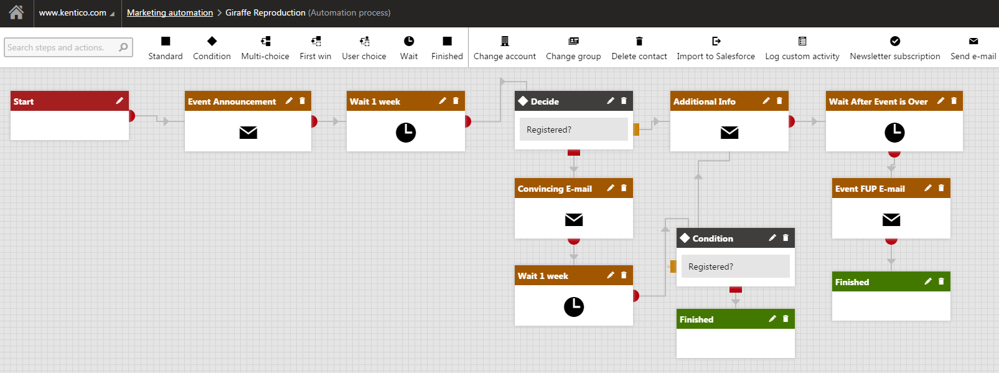 www.kentico.com Marketing automation > Giraffe Reproduction (Automation process)
Search steps and actions.
Standard Condition Multi-choice First win User choice Wait Finished Change account Change group Delete contact Import to Salesforce Log custom activity Newsletter subscription Send e-mail
Start Event Announcement Wait 1 week Decide Additional Info Wait After Event is Over
Registered?
Convincing E-mail Event FUP E-mail
Condition
Registered?
Wait 1 week Finished
Finished